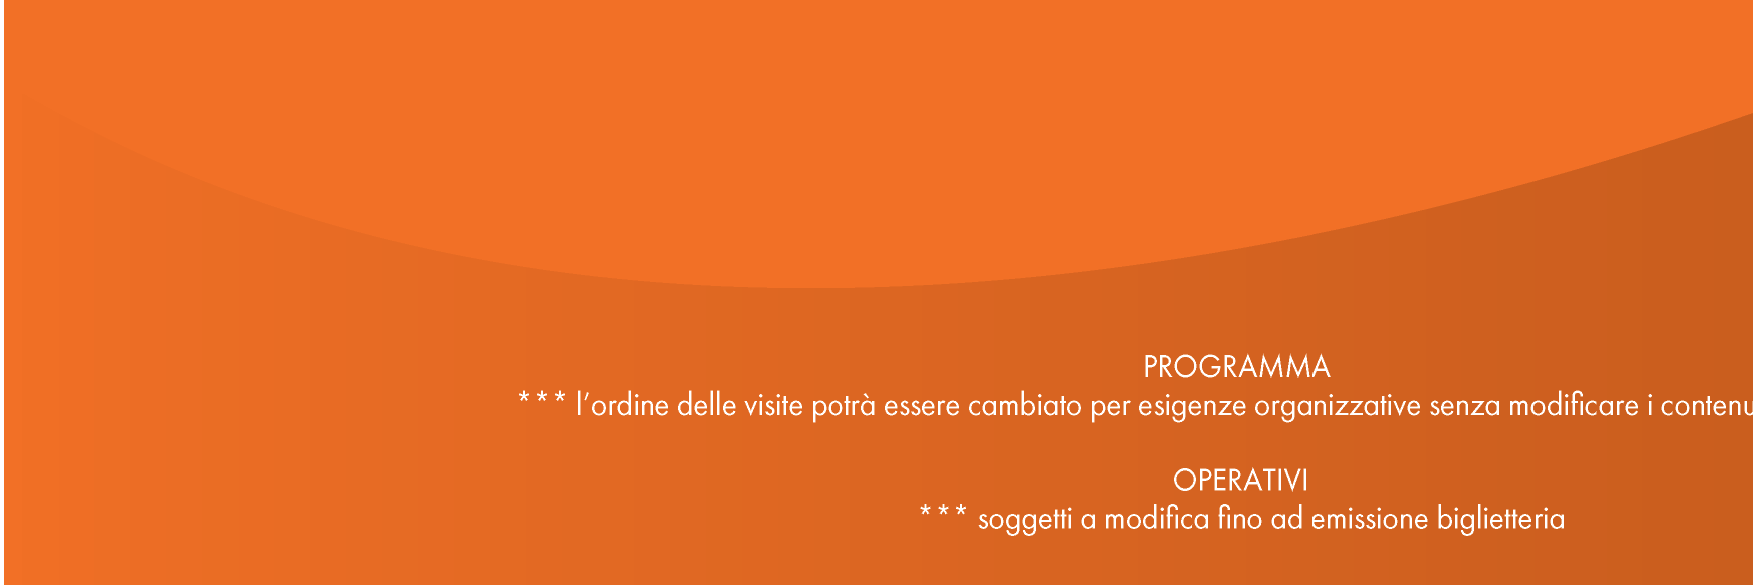 PROGRAMMA
*** l’ordine delle visite potrà essere cambiato per esigenze organizzative senza modificare i
OPERATIVI
*** soggetti a modifica fino ad emissione biglietteria